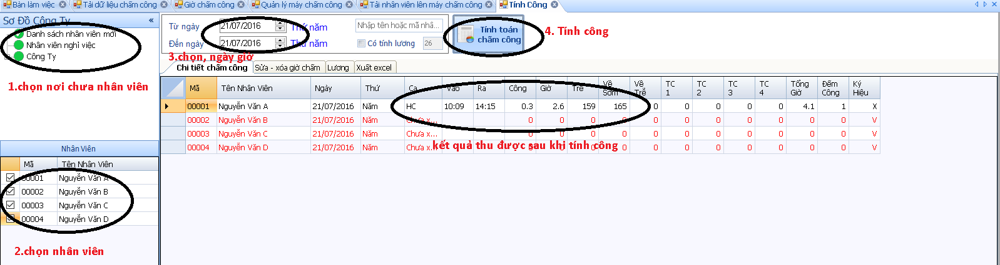 Bàn làm việc Tải dữ liệu chấm công Giờ chấm công Quản lý máy chấm công Tải nhân viên lên máy chấm công Tính Công
Sơ Đồ Công Ty «
Danh sách nhân viên mới
Nhân viên nghỉ việc
Công Ty
1.chọn nơi chưa nhân viên
Từ ngày 21/07/2016 Thứ năm Nhập tên hoặc mã nhâ...
Đến ngày 21/07/2016 Thứ năm Có tính lương 26
Tính toán
chấm công
4. Tính công
3.chọn, ngày giờ
Chi tiết chấm công Sửa - xóa giờ chấm Lương Xuất excel
Mã Tên Nhân Viên Ngày Thứ Ca Vào Ra Công Giờ Trễ Về Sớm Về Trễ TC 1 TC 2 TC 3 TC 4 Tổng Giờ Đếm Công Ký Hiệu
00001 Nguyễn Văn A 21/07/2016 Năm HC 10:09 14:15 0.3 2.6 159 165 0 0 0 0 0 4.1 1 X
00002 Nguyễn Văn B 21/07/2016 Năm Chưa x... 0 0 0 0 0 0 0 0 0 0 0 V
00003 Nguyễn Văn C 21/07/2016 Năm Chưa x... 0 0 0 0 0 0 0 0 0 0 0 V
00004 Nguyễn Văn D 21/07/2016 Năm Chưa x... 0 0 0 0 0 0 0 0 V
kết quả thu được sau khi tính công
Nhân Viên
Mã Tên Nhân Viên
00001 Nguyễn Văn A
00002 Nguyễn Văn B
00003 Nguyễn Văn C
00004 Nguyễn Văn D
2.chọn nhân viên